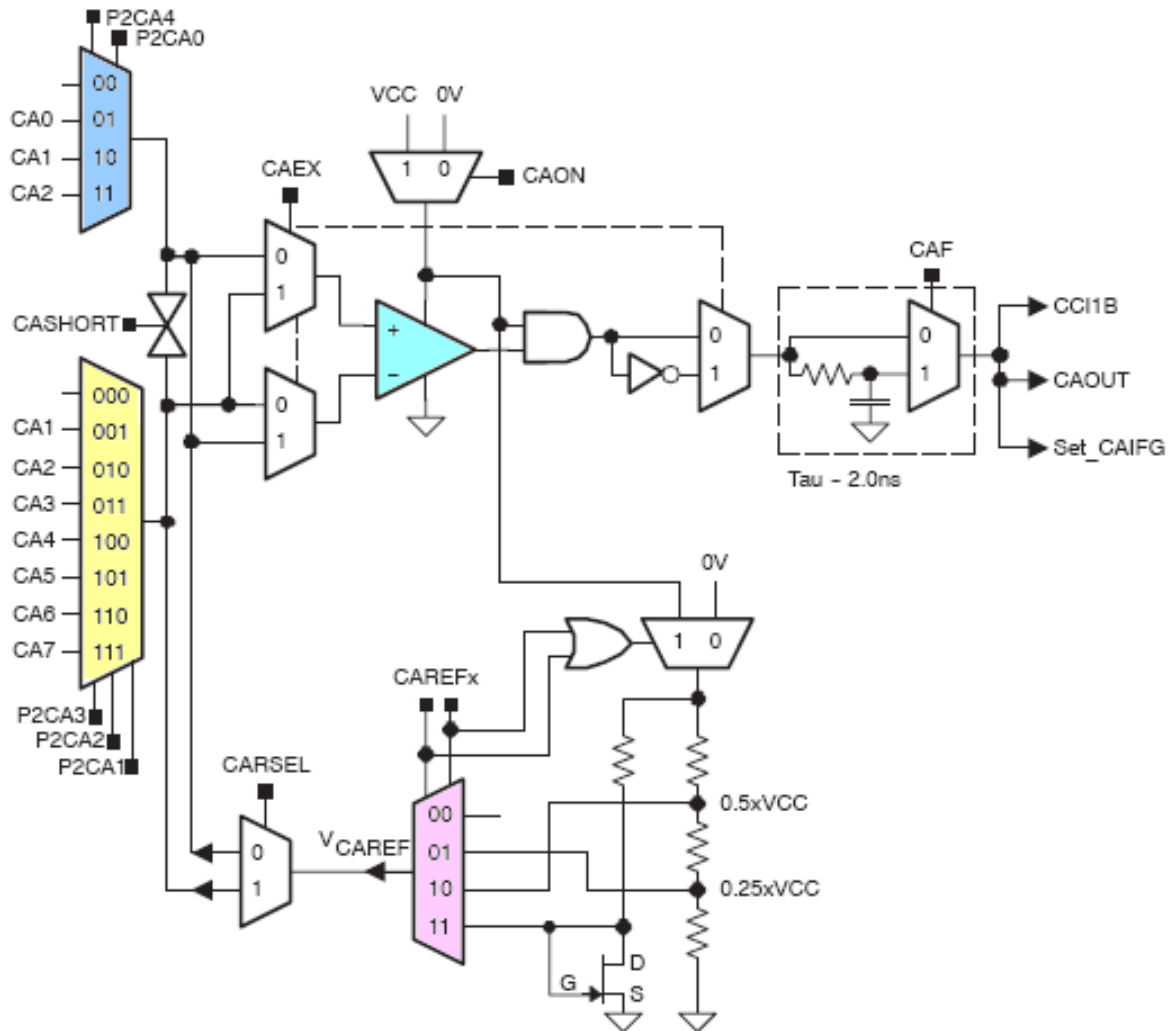 P2CA4
P2CA0
00
CA0 01
CA1 10
CA2 11
VCC 0V
1 0
CAON
CAEX
0
1
CASHORT
+
−
0
1
0
1
CAF
0
1
CCI1B
CAOUT
Set_CAIFG
Tau - 2.0ns
000
CA1 001
CA2 010
CA3 011
CA4 100
CA5 101
CA6 110
CA7 111
P2CA3
P2CA2
P2CA1
0V
1 0
CAREFx
CARSEL
0
1
VCAREF
00
01
10
11
0.5xVCC
0.25xVCC
G
D
S